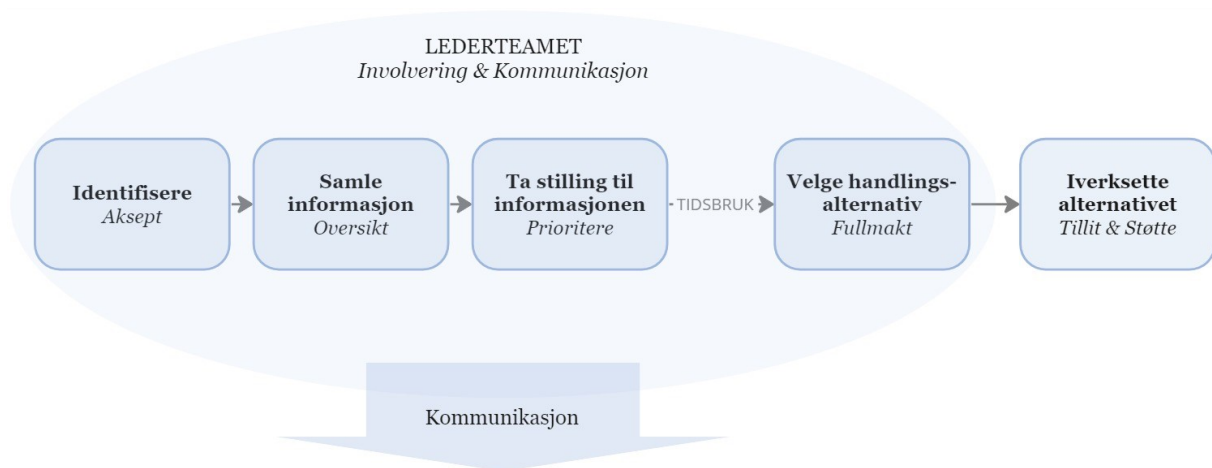 LEDERTEAMET
Involvering & Kommunikasjon
Identifisere
Aksept
Samle
informasjon
Oversikt
Ta stilling til
informasjonen
Prioritere
TIDSBRUK
Velge handlings-
alternativ
Fullmakt
Iverksette
alternativet
Tillit & Støtte
Kommunikasjon